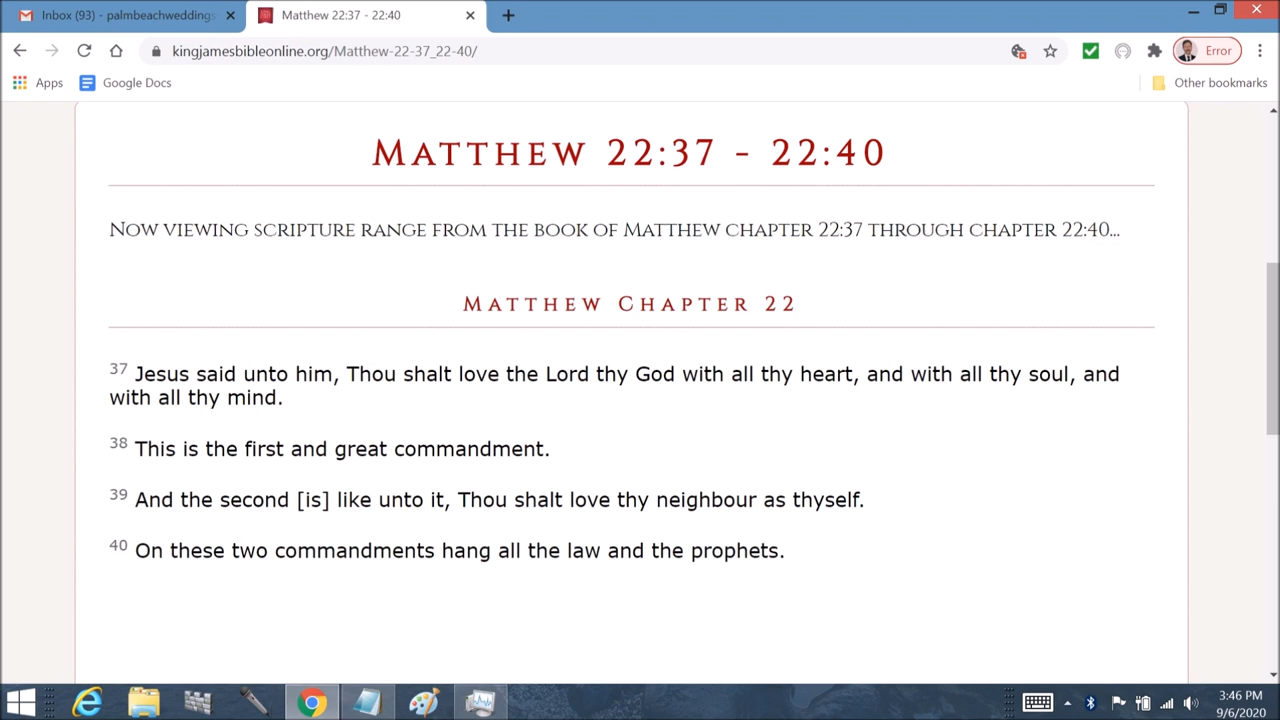 Inbox (93) - palmbeachwedding
Matthew 22:37 - 22:40
kingjamesbibleonline.org/Matthew-22-37_22-40/
Error
Apps
Google Docs
Other bookmarks
MATTHEW 22:37 - 22:40
NOW VIEWING SCRIPTURE RANGE FROM THE BOOK OF MATTHEW CHAPTER 22:37 THROUGH CHAPTER 22:40...
MATTHEW CHAPTER 22
37 Jesus said unto him, Thou shalt love the Lord thy God with all thy heart, and with all thy soul, and
with all thy mind.
38 This is the first and great commandment.
39 And the second [is] like unto it, Thou shalt love thy neighbour as thyself.
40 On these two commandments hang all the law and the prophets.
3:46 PM
9/6/2020